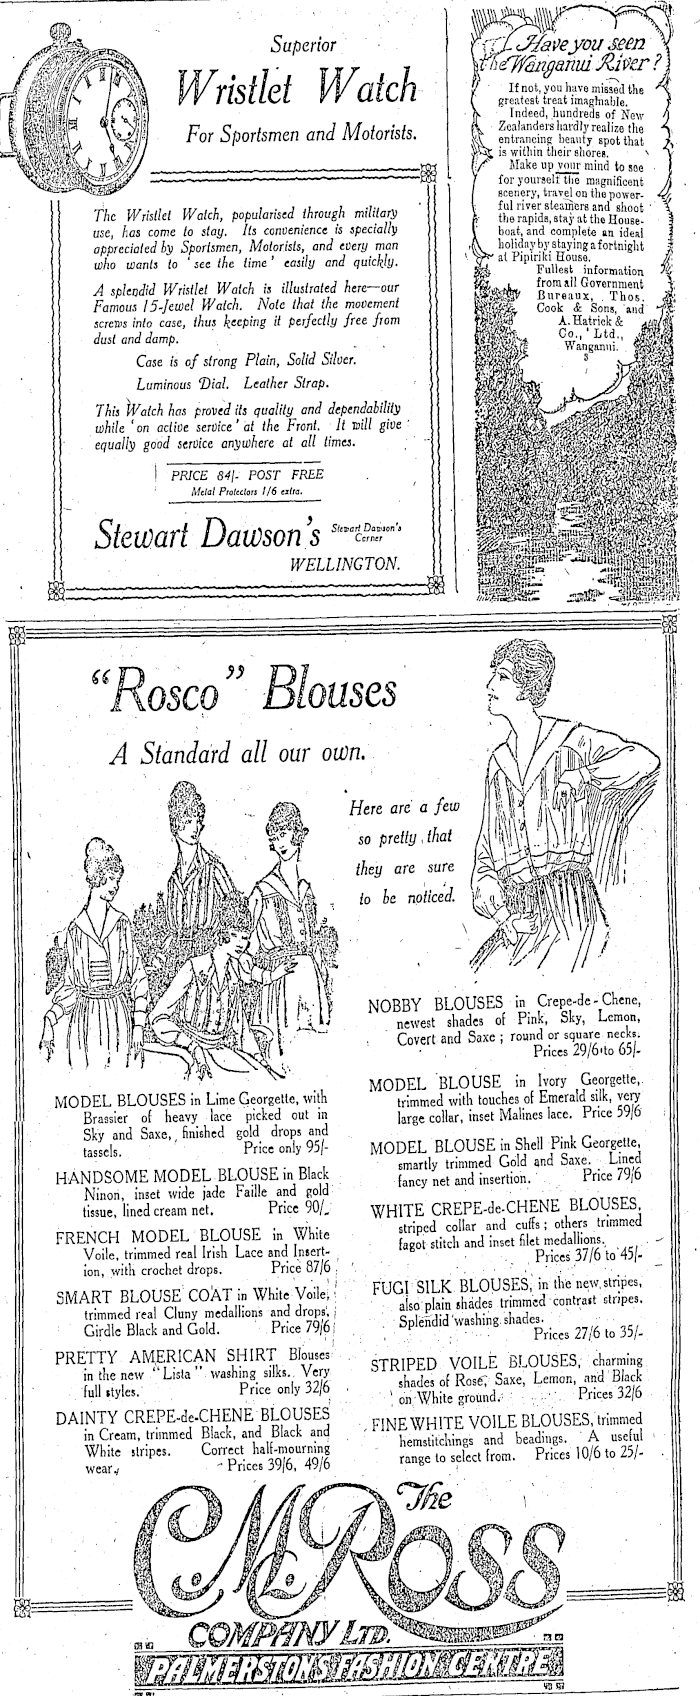 Superior
Wristlet Watch
For Sportsmen and Motorists.
The Wristlet Watch, popularised through military
use, has come to stay. Its convenience is specially
appreciated by Sportsmen, Motorists, and every man
who wants to 'see the time' easily and quickly.
A splendid Wristlet Watch is illustrated here—our
Famous 15-Jewel Watch. Note that the movement
screws into case, thus keeping it perfectly free from
dust and damp.
Case is of strong Plain, Solid Silver.
Luminous Dial. Leather Strap.
This Watch has proved its quality and dependability
while 'on active service' at the Front. It will give
equally good service anywhere at all times.
PRICE 84/- POST FREE
Metal Protectors 1/6 extra.
Stewart Dawson's Stewart Dawson's
Corner
WELLINGTON.
Have you seen
the Wanganui River?
If not, you have missed the
greatest treat imaginable.
Indeed, hundreds of New
Zealanders hardly realize the
entrancing beauty spot that
is within their shores.
Make up your mind to see
for yourself the magnificent
scenery, travel on the power-
ful river steamers and shoot
the rapids, stay at the House-
boat, and complete an ideal
holiday by staying a fortnight
at Pipiriki House.
Fullest information
from all Government
Bureaux, Thos.
Cook & Sons, and
A. Hatrick &
Co., Ltd.,
Wanganui.
3
"Rosco" Blouses
A Standard all our own.
Here are a few
so pretty that
they are sure
to be noticed.
MODEL BLOUSES in Lime Georgette, with
Brassier of heavy lace picked out in
Sky and Saxe, finished gold drops and
tassels. Price only 95/-
HANDSOME MODEL BLOUSE in Black
Ninon, inset wide jade Faille and gold
tissue, lined cream net. Price 90/-
FRENCH MODEL BLOUSE in White
Voile, trimmed real Irish Lace and Insert-
ion, with crochet drops. Price 87/6
SMART BLOUSE COAT in White Voile,
trimmed real Cluny medallions and drops,
Girdle Black and Gold. Price 79/6
PRETTY AMERICAN SHIRT Blouses
in the new "Lista" washing silks. Very
full styles. Price only 32/6
DAINTY CREPE-de-CHENE BLOUSES
in Cream, trimmed Black, and Black and
White stripes. Correct half-mourning
wear. Prices 39/6, 49/6
NOBBY BLOUSES in Crepe-de-Chene,
newest shades of Pink, Sky, Lemon,
Covert and Saxe; round or square necks.
Prices 29/6 to 65/-
MODEL BLOUSE in Ivory Georgette,
trimmed with touches of Emerald silk, very
large collar, inset Malines lace. Price 59/6
MODEL BLOUSE in Shell Pink Georgette,
smartly trimmed Gold and Saxe. Lined
fancy net and insertion. Price 79/6
WHITE CREPE-de-CHENE BLOUSES,
striped collar and cuffs; others trimmed
fagot stitch and inset filet medallions.
Prices 37/6 to 45/-
FUGI SILK BLOUSES, in the new stripes,
also plain shades trimmed contrast stripes.
Splendid washing shades.
Prices 27/6 to 35/-
STRIPED VOILE BLOUSES, charming
shades of Rose, Saxe, Lemon, and Black
on White ground. Prices 32/6
FINE WHITE VOILE BLOUSES, trimmed
hemstitchings and beadings. A useful
range to select from. Prices 10/6 to 25/-
The
C.M. Ross
COMPANY LTD.
PALMERSTON'S FASHION CENTRE